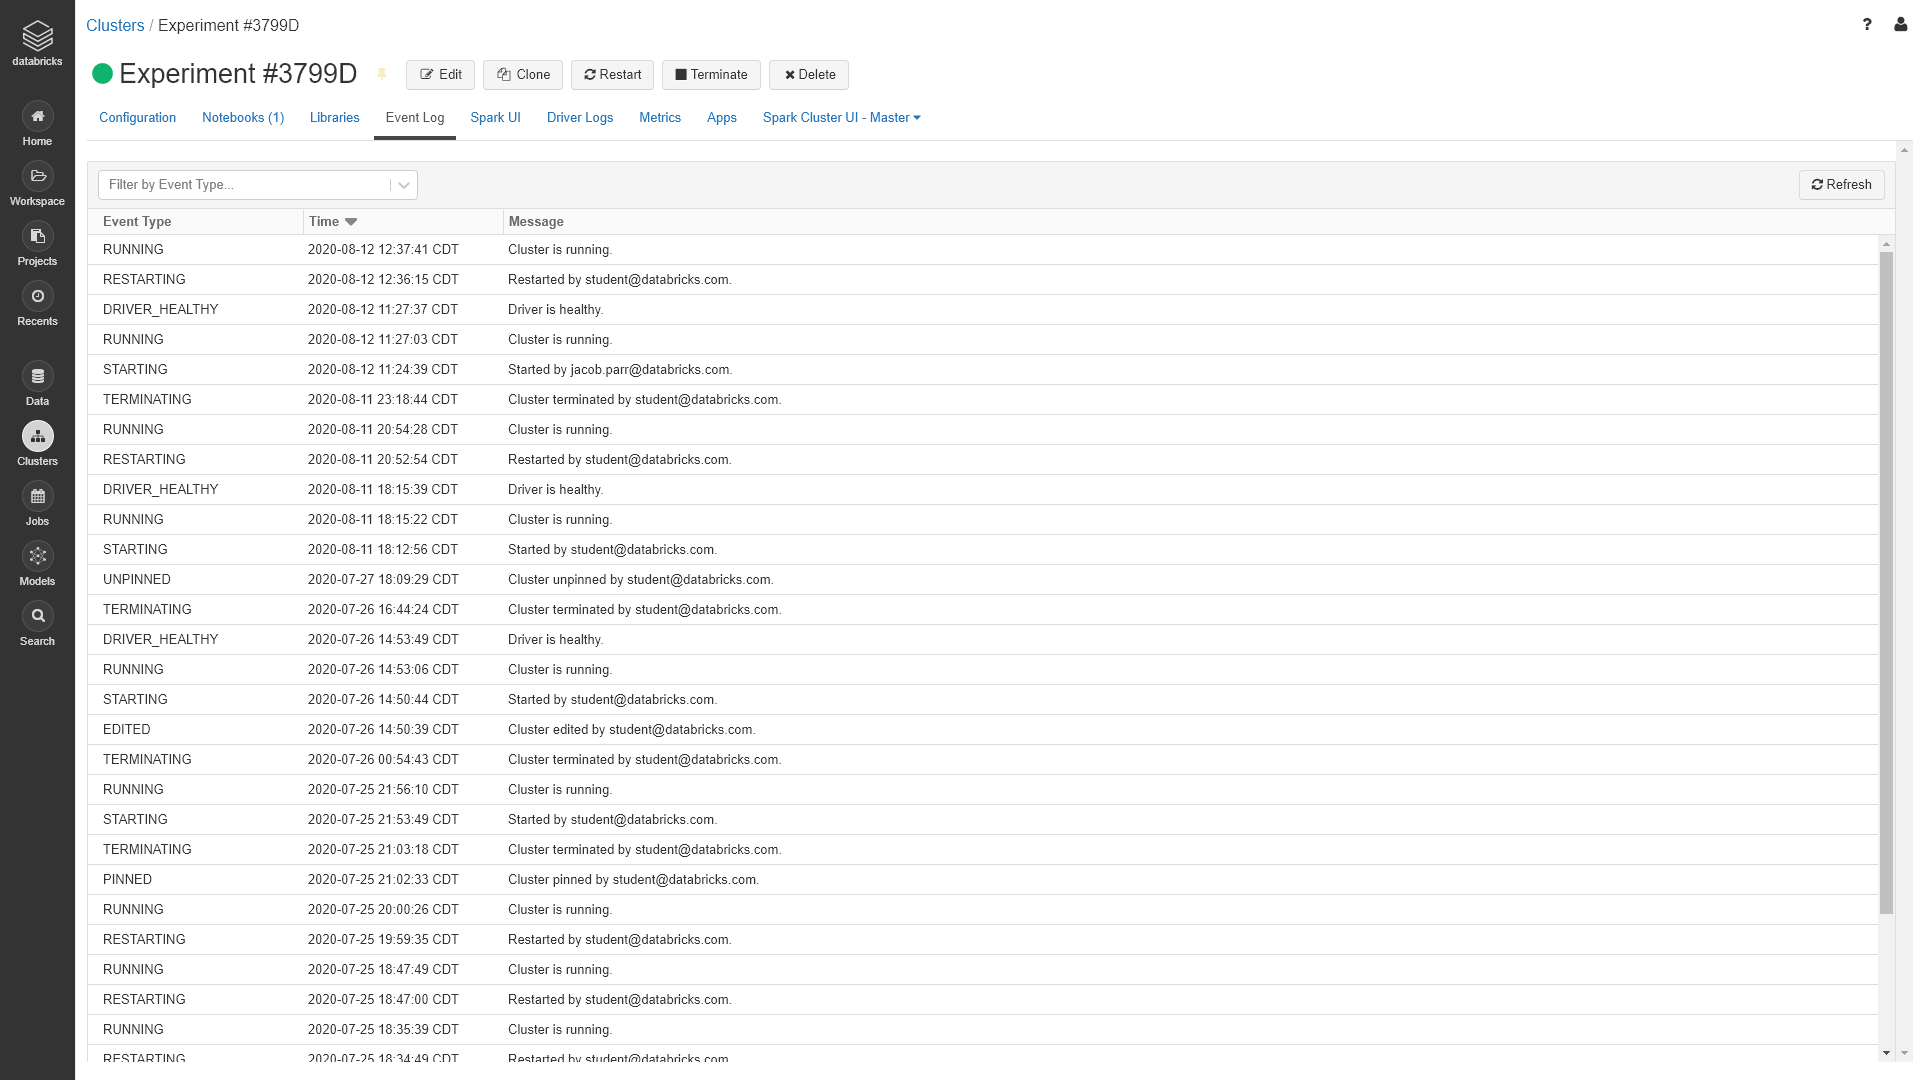 databricks
Home
Workspace
Projects
Recents
Data
Clusters
Jobs
Models
Search
Clusters / Experiment #3799D
?
Experiment #3799D Edit Clone Restart Terminate Delete
Configuration Notebooks (1) Libraries Event Log Spark UI Driver Logs Metrics Apps Spark Cluster UI - Master
Filter by Event Type... Refresh
Event Type Time Message
RUNNING 2020-08-12 12:37:41 CDT Cluster is running.
RESTARTING 2020-08-12 12:36:15 CDT Restarted by student@databricks.com.
DRIVER_HEALTHY 2020-08-12 11:27:37 CDT Driver is healthy.
RUNNING 2020-08-12 11:27:03 CDT Cluster is running.
STARTING 2020-08-12 11:24:39 CDT Started by jacob.parr@databricks.com.
TERMINATING 2020-08-11 23:18:44 CDT Cluster terminated by student@databricks.com.
RUNNING 2020-08-11 20:54:28 CDT Cluster is running.
RESTARTING 2020-08-11 20:52:54 CDT Restarted by student@databricks.com.
DRIVER_HEALTHY 2020-08-11 18:15:39 CDT Driver is healthy.
RUNNING 2020-08-11 18:15:22 CDT Cluster is running.
STARTING 2020-08-11 18:12:56 CDT Started by student@databricks.com.
UNPINNED 2020-07-27 18:09:29 CDT Cluster unpinned by student@databricks.com.
TERMINATING 2020-07-26 16:44:24 CDT Cluster terminated by student@databricks.com.
DRIVER_HEALTHY 2020-07-26 14:53:49 CDT Driver is healthy.
RUNNING 2020-07-26 14:53:06 CDT Cluster is running.
STARTING 2020-07-26 14:50:44 CDT Started by student@databricks.com.
EDITED 2020-07-26 14:50:39 CDT Cluster edited by student@databricks.com.
TERMINATING 2020-07-26 00:54:43 CDT Cluster terminated by student@databricks.com.
RUNNING 2020-07-25 21:56:10 CDT Cluster is running.
STARTING 2020-07-25 21:53:49 CDT Started by student@databricks.com.
TERMINATING 2020-07-25 21:03:18 CDT Cluster terminated by student@databricks.com.
PINNED 2020-07-25 21:02:33 CDT Cluster pinned by student@databricks.com.
RUNNING 2020-07-25 20:00:26 CDT Cluster is running.
RESTARTING 2020-07-25 19:59:35 CDT Restarted by student@databricks.com.
RUNNING 2020-07-25 18:47:49 CDT Cluster is running.
RESTARTING 2020-07-25 18:47:00 CDT Restarted by student@databricks.com.
RUNNING 2020-07-25 18:35:39 CDT Cluster is running.
RESTARTING 2020-07-25 18:34:49 CDT Restarted by student@databricks.com.